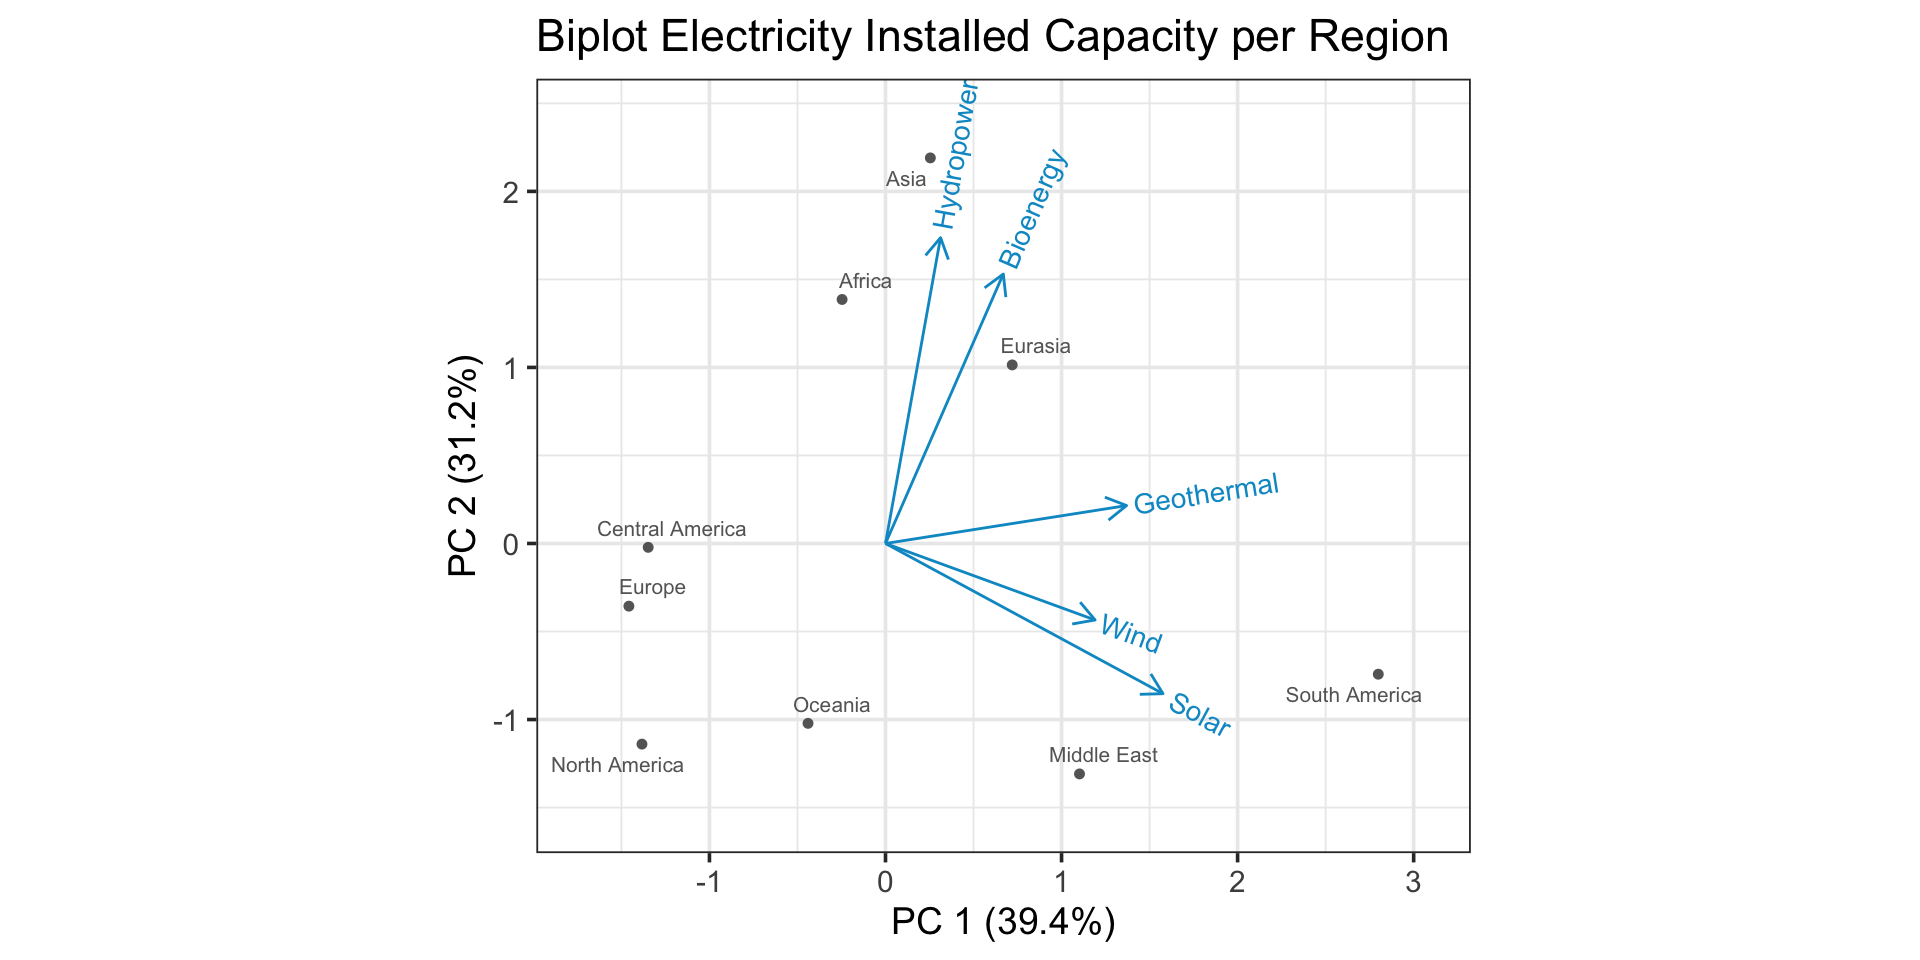 Biplot Electricity Installed Capacity per Region
Hydropower
Bioenergy
Asia
Africa
Eurasia
Geothermal
Central America
Europe
Wind
South America
Solar
Oceania
Middle East
North America
PC 2 (31.2%)
2
1
0
-1
-1
0
1
2
3
PC 1 (39.4%)